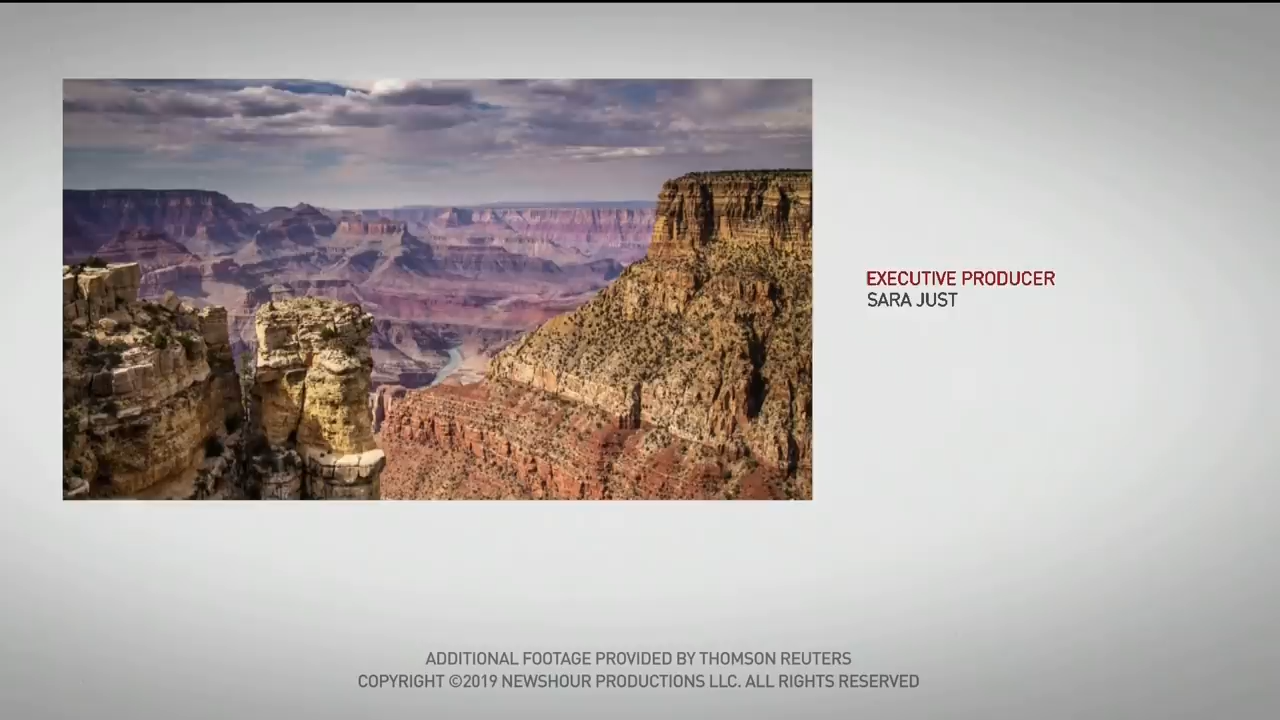 EXECUTIVE PRODUCER
SARA JUST
ADDITIONAL FOOTAGE PROVIDED BY THOMSON REUTERS
COPYRIGHT ©2019 NEWSHOUR PRODUCTIONS LLC. ALL RIGHTS RESERVED